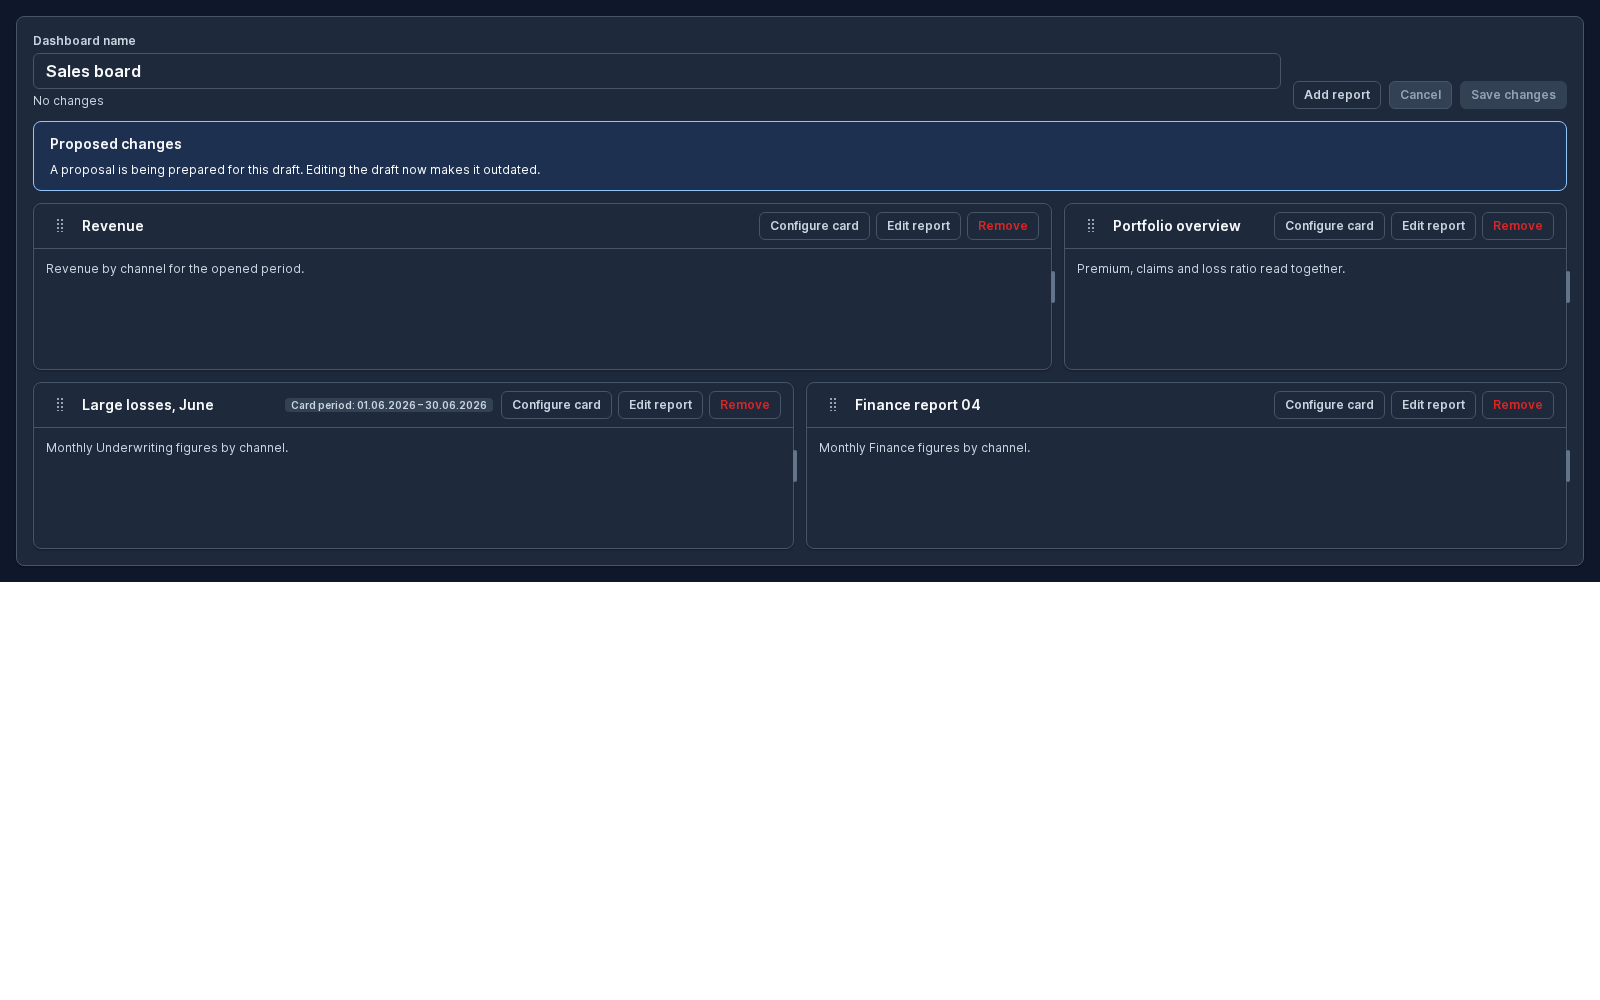 Dashboard name
Sales board
No changes
Add report
Cancel
Save changes
Proposed changes
A proposal is being prepared for this draft. Editing the draft now makes it outdated.
Revenue
Configure card
Edit report
Remove
Revenue by channel for the opened period.
Portfolio overview
Configure card
Edit report
Remove
Premium, claims and loss ratio read together.
Large losses, June
Card period: 01.06.2026 – 30.06.2026
Configure card
Edit report
Remove
Monthly Underwriting figures by channel.
Finance report 04
Configure card
Edit report
Remove
Monthly Finance figures by channel.